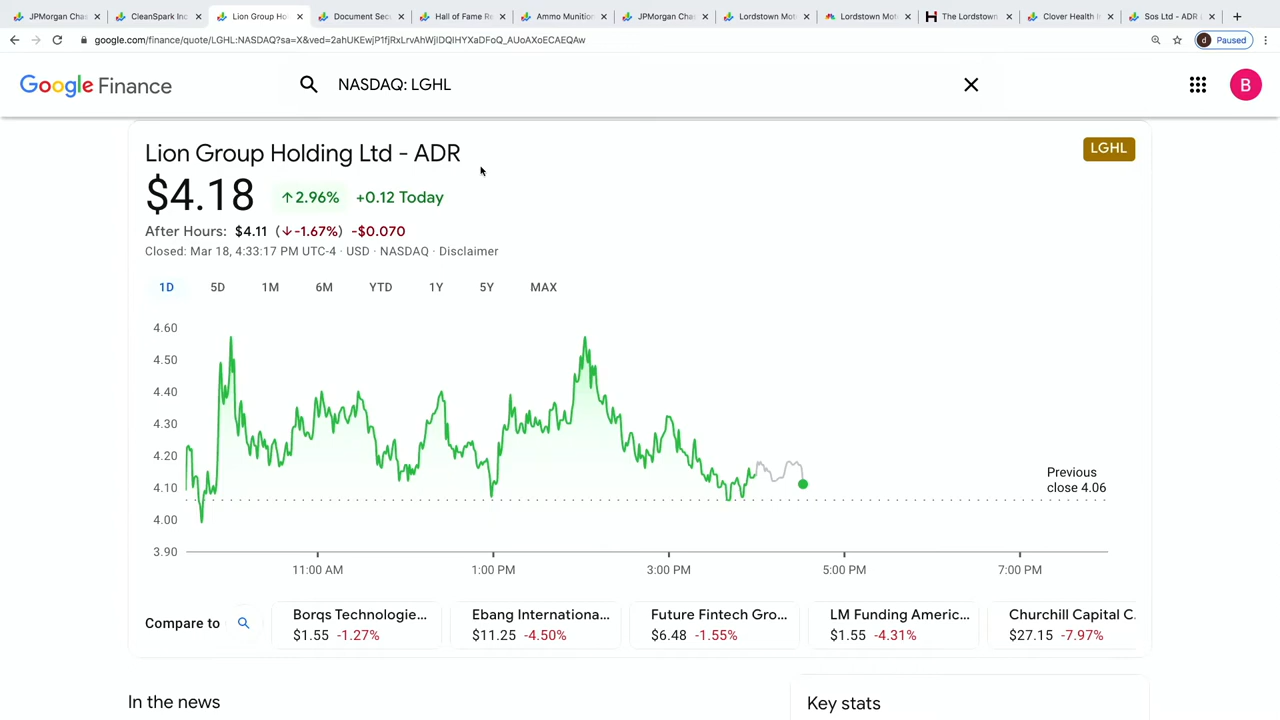 JPMorgan Chas
CleanSpark Inc
Lion Group Ho
Document Secu
Hall of Fame Re
Ammo Munition
JPMorgan Chas
Lordstown Mot
Lordstown Mot
The Lordstown
Clover Health I
Sos Ltd - ADR
google.com/finance/quote/LGHL:NASDAQ?sa=X&ved=2ahUKEwjP1fjRxLrvAhWjlDQIHYXaDFoQ_AUoAXoECAEQAw
d Paused
Google Finance
NASDAQ: LGHL
B
Lion Group Holding Ltd - ADR
LGHL
$4.18 ↑2.96% +0.12 Today
After Hours: $4.11 (↓-1.67%) -$0.070
Closed: Mar 18, 4:33:17 PM UTC-4 · USD · NASDAQ · Disclaimer
1D 5D 1M 6M YTD 1Y 5Y MAX
4.60
4.50
4.40
4.30
4.20
4.10
4.00
3.90
Previous
close 4.06
11:00 AM 1:00 PM 3:00 PM 5:00 PM 7:00 PM
Compare to
Borqs Technologie...
$1.55 -1.27%
Ebang Internationa...
$11.25 -4.50%
Future Fintech Gro...
$6.48 -1.55%
LM Funding Americ...
$1.55 -4.31%
Churchill Capital C.
$27.15 -7.97%
In the news
Key stats